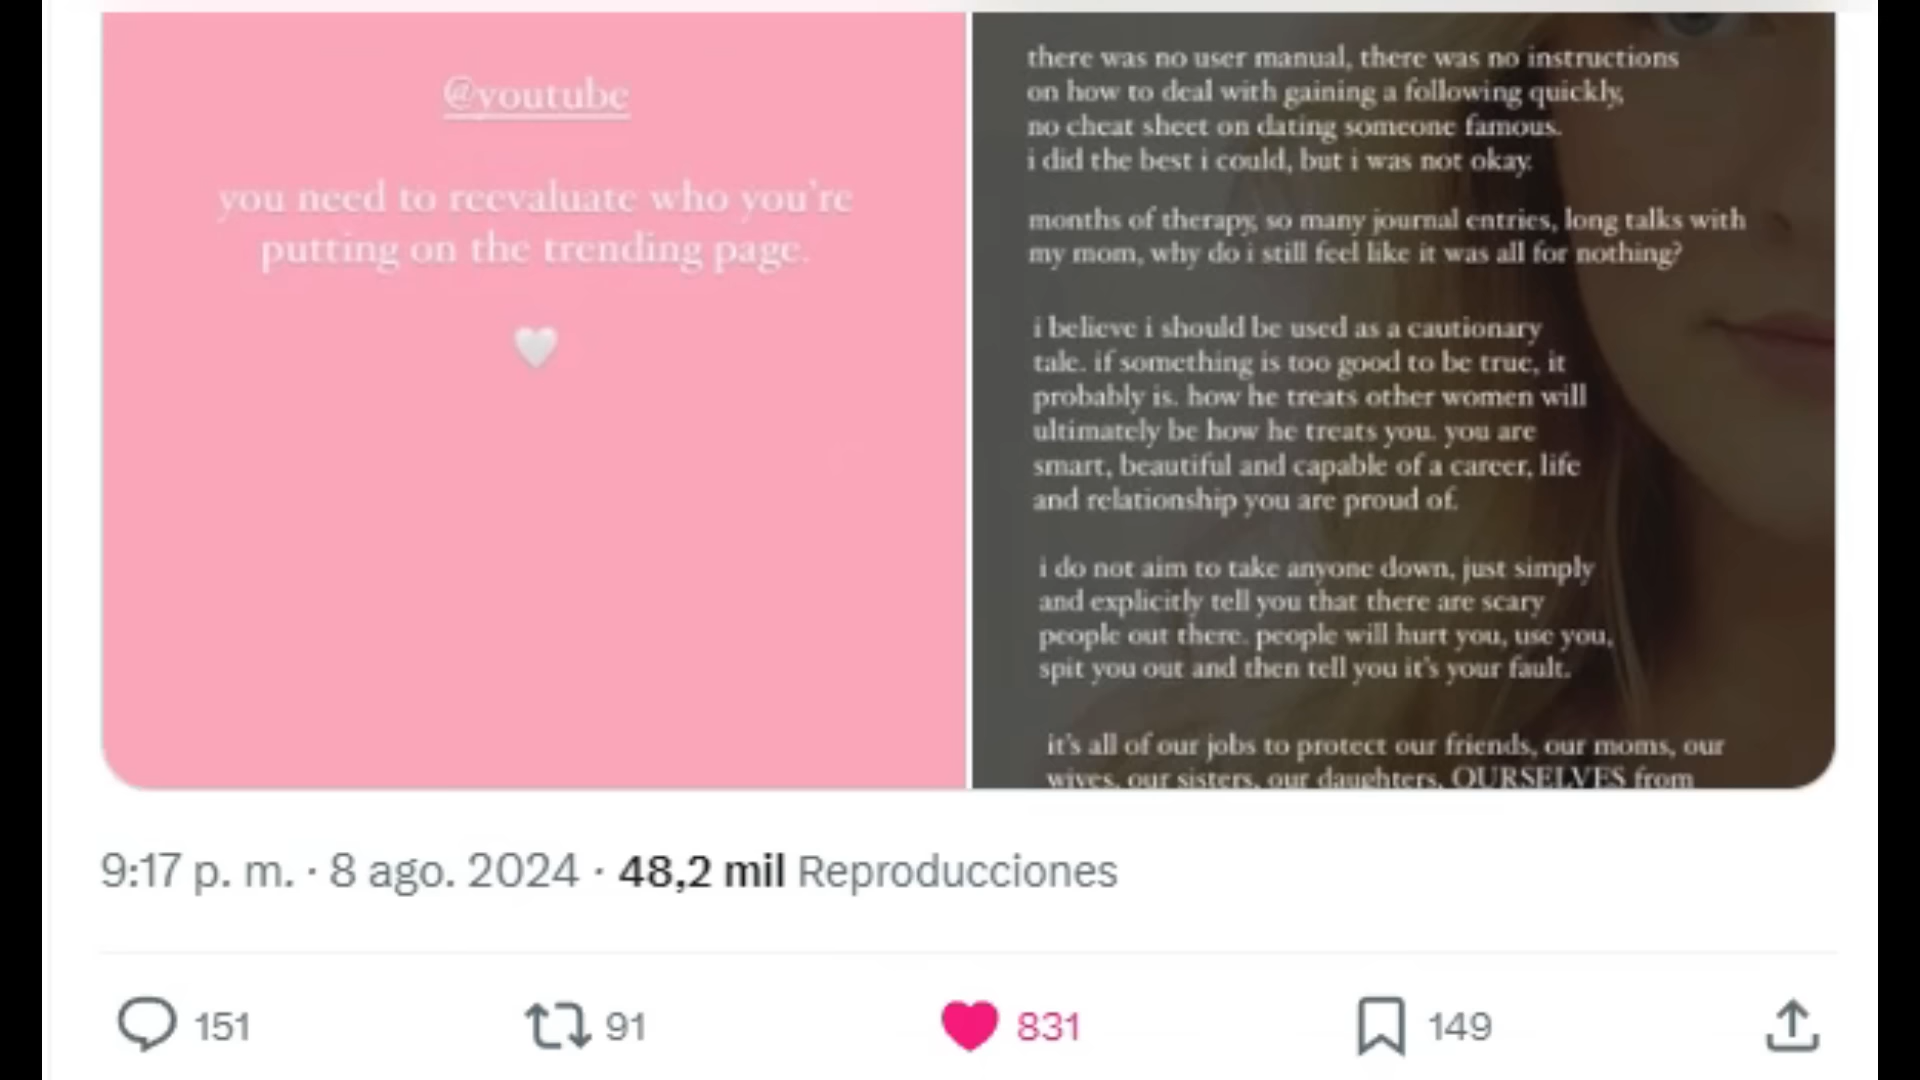 @youtube
you need to reevaluate who you're
putting on the trending page.
there was no user manual, there was no instructions
on how to deal with gaining a following quickly,
no cheat sheet on dating someone famous.
i did the best i could, but i was not okay.
months of therapy, so many journal entries, long talks with
my mom, why do i still feel like it was all for nothing?
i believe i should be used as a cautionary
tale. if something is too good to be true, it
probably is. how he treats other women will
ultimately be how he treats you. you are
smart, beautiful and capable of a career, life
and relationship you are proud of.
i do not aim to take anyone down, just simply
and explicitly tell you that there are scary
people out there. people will hurt you, use you,
spit you out and then tell you it's your fault.
it's all of our jobs to protect our friends, our moms, our
wives, our sisters, our daughters, OURSELVES from
9:17 p. m. · 8 ago. 2024 · 48,2 mil Reproducciones
151 91 831 149